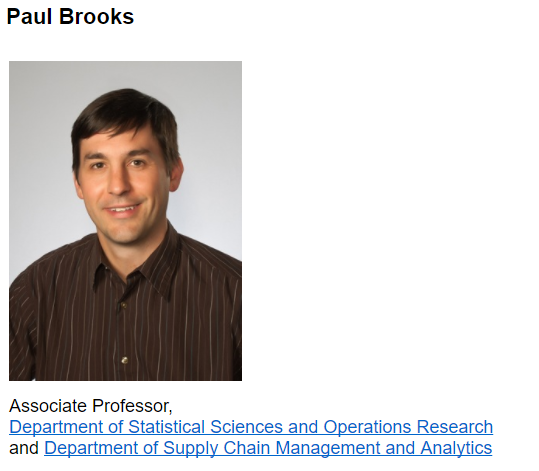 Paul Brooks
Associate Professor,
Department of Statistical Sciences and Operations Research
and Department of Supply Chain Management and Analytics